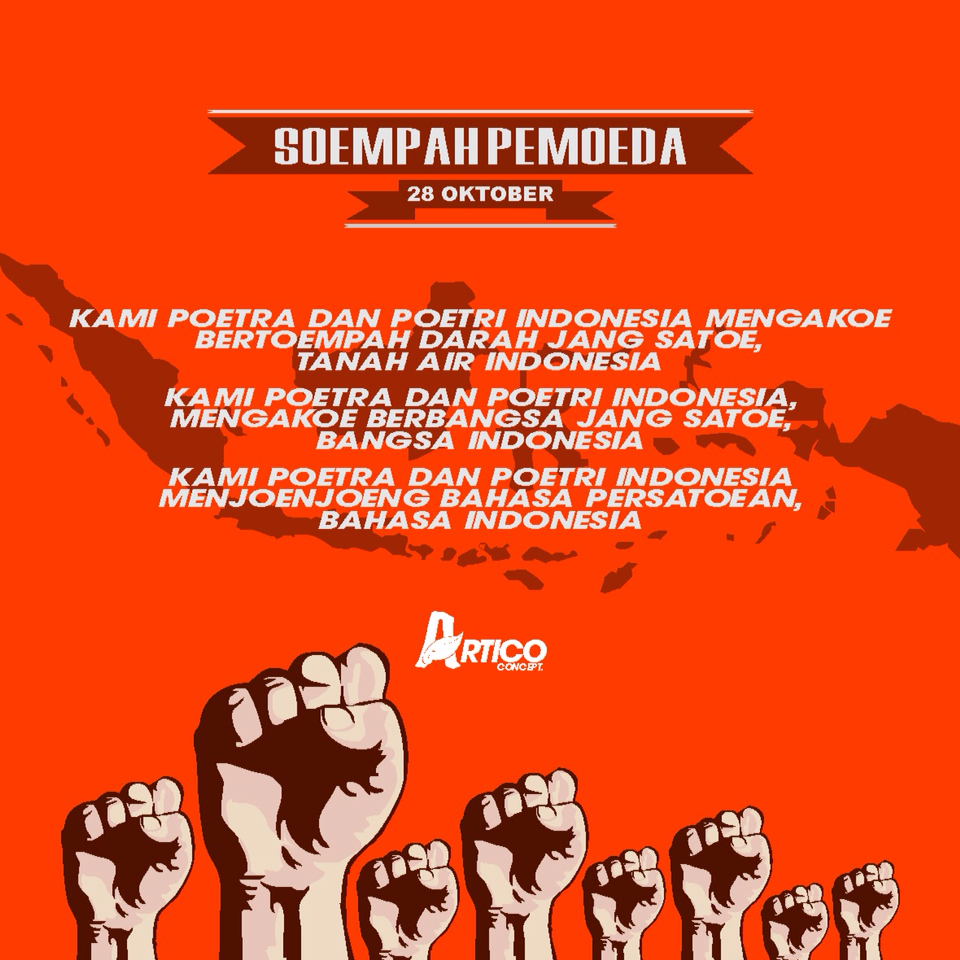 SOEMPAH PEMOEDA
28 OKTOBER
KAMI POETRA DAN POETRI INDONESIA MENGAKOE
BERTOEMPAH DARAH JANG SATOE,
TANAH AIR INDONESIA
KAMI POETRA DAN POETRI INDONESIA,
MENGAKOE BERBANGSA JANG SATOE,
BANGSA INDONESIA
KAMI POETRA DAN POETRI INDONESIA
MENJOENJOENG BAHASA PERSATOEAN,
BAHASA INDONESIA
ARTICO
CONCEPT.